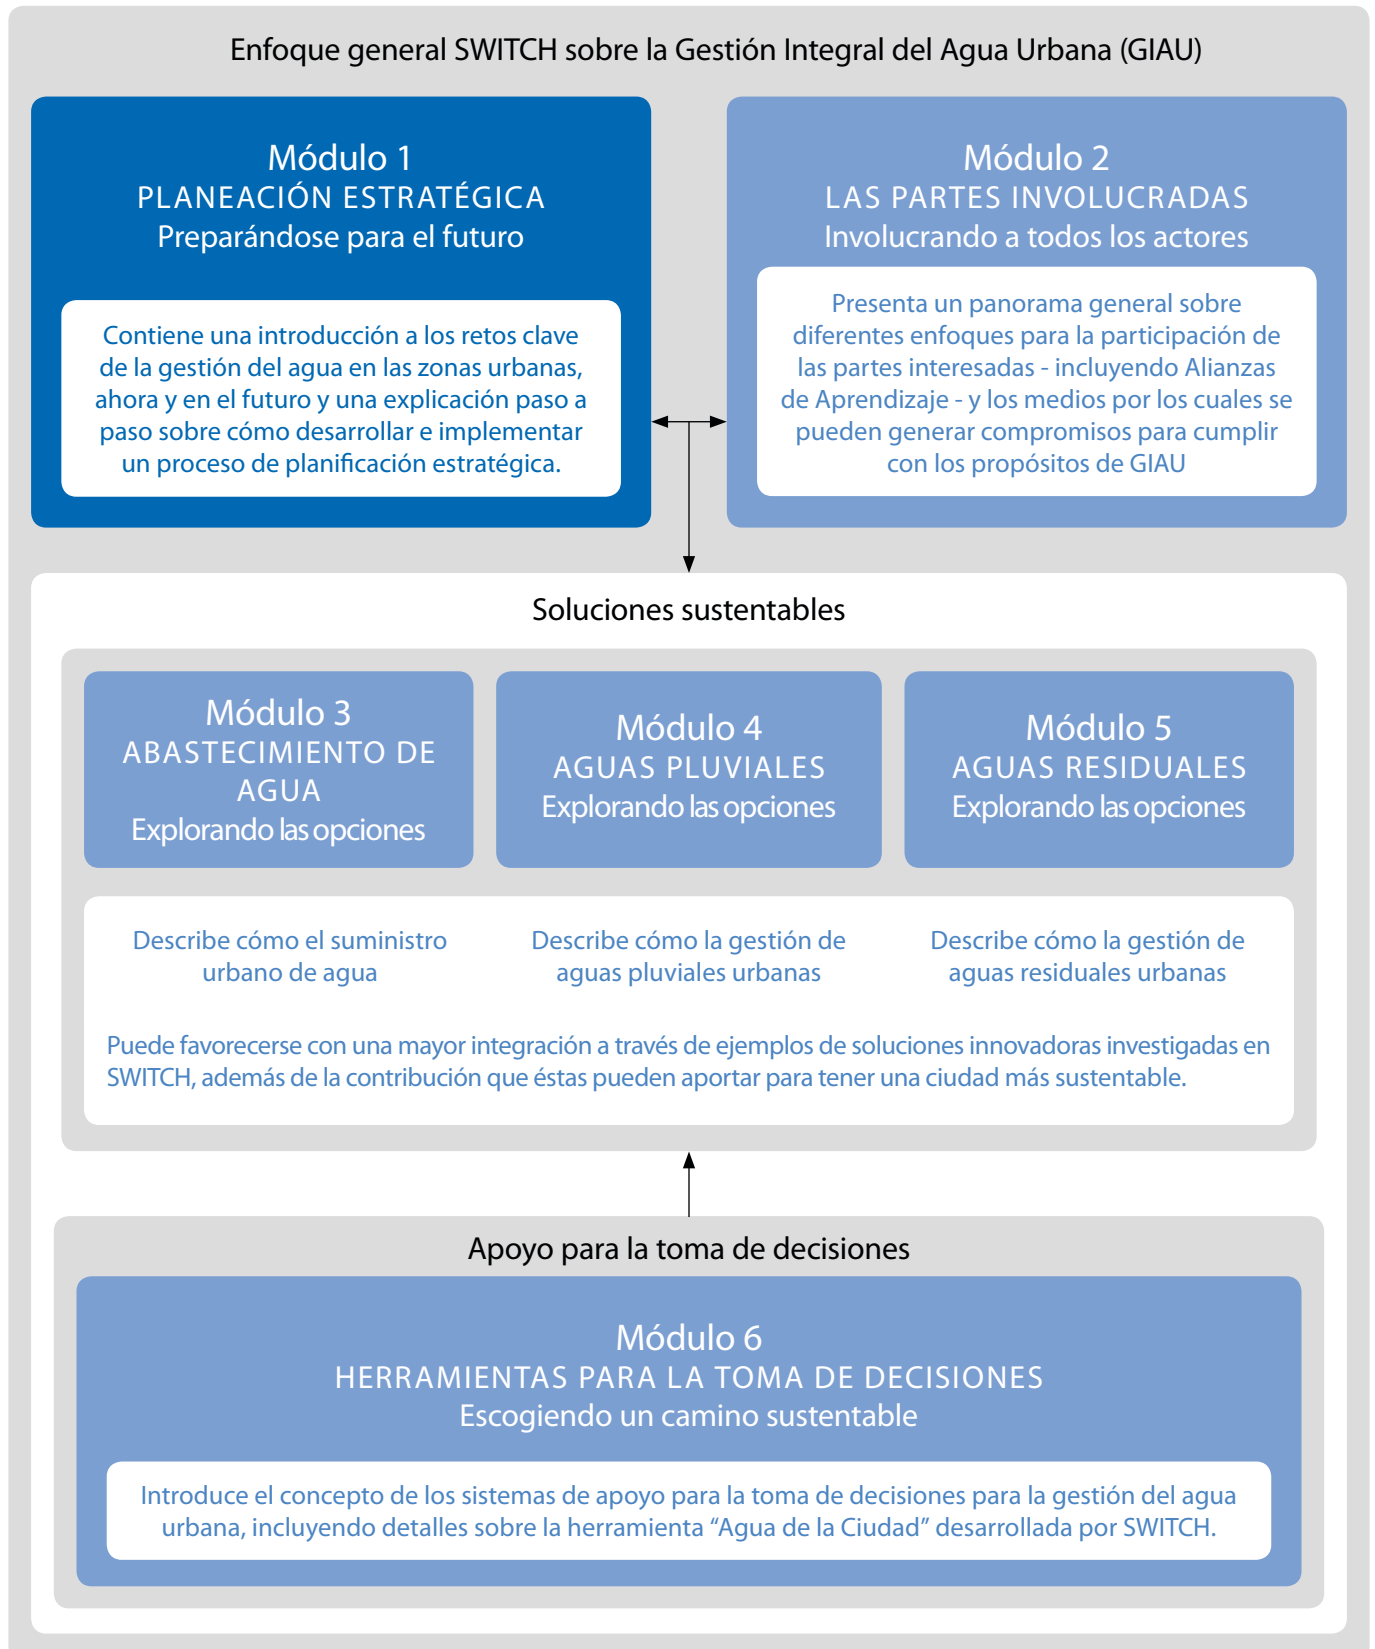 Enfoque general SWITCH sobre la Gestión Integral del Agua Urbana (GIAU)
Módulo 1
PLANEACIÓN ESTRATÉGICA
Preparándose para el futuro
Contiene una introducción a los retos clave
de la gestión del agua en las zonas urbanas,
ahora y en el futuro y una explicación paso a
paso sobre cómo desarrollar e implementar
un proceso de planificación estratégica.
Módulo 2
LAS PARTES INVOLUCRADAS
Involucrando a todos los actores
Presenta un panorama general sobre
diferentes enfoques para la participación de
las partes interesadas - incluyendo Alianzas
de Aprendizaje - y los medios por los cuales se
pueden generar compromisos para cumplir
con los propósitos de GIAU
Soluciones sustentables
Módulo 3
ABASTECIMIENTO DE
AGUA
Explorando las opciones
Módulo 4
AGUAS PLUVIALES
Explorando las opciones
Módulo 5
AGUAS RESIDUALES
Explorando las opciones
Describe cómo el suministro
urbano de agua
Describe cómo la gestión de
aguas pluviales urbanas
Describe cómo la gestión de
aguas residuales urbanas
Puede favorecerse con una mayor integración a través de ejemplos de soluciones innovadoras investigadas en
SWITCH, además de la contribución que éstas pueden aportar para tener una ciudad más sustentable.
Apoyo para la toma de decisiones
Módulo 6
HERRAMIENTAS PARA LA TOMA DE DECISIONES
Escogiendo un camino sustentable
Introduce el concepto de los sistemas de apoyo para la toma de decisiones para la gestión del agua
urbana, incluyendo detalles sobre la herramienta “Agua de la Ciudad” desarrollada por SWITCH.